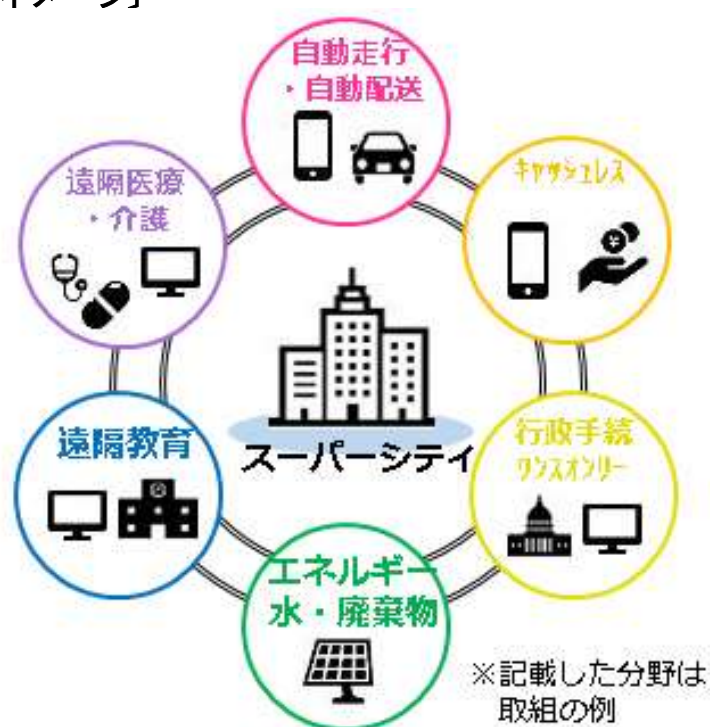 イメージ]
自動走行
・自動配送
遠隔医療
・介護
キャッシュレス
¥
遠隔教育
スーパーシティ
行政手続
ワンスオンリー
エネルギー
水・廃棄物
※記載した分野は
取組の例